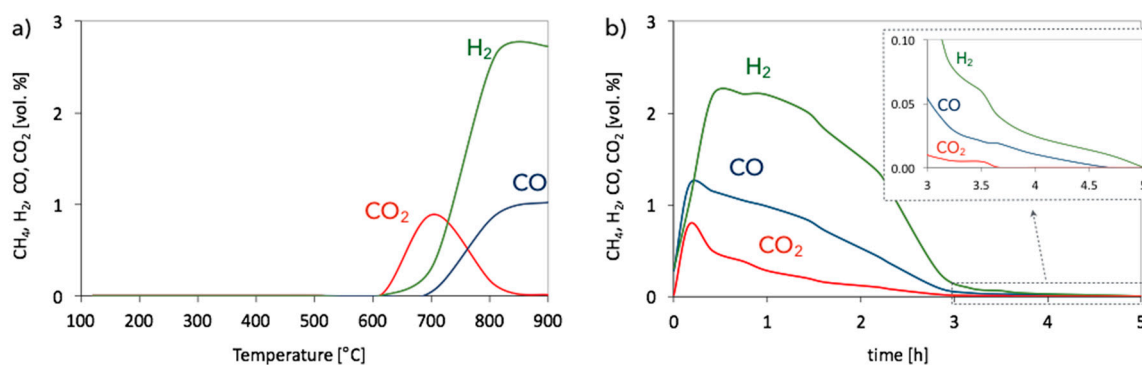 a)
CH₄, H₂, CO, CO₂ [vol. %]
3
2
1
0
H₂
CO
CO₂
100 200 300 400 500 600 700 800 900
Temperature [°C]
b)
CH₄, H₂, CO, CO₂ [vol. %]
3
2
1
0
H₂
CO
CO₂
0 1 2 3 4 5
time [h]
0.10
0.05
0.00
H₂
CO
CO₂
3 3.5 4 4.5 5